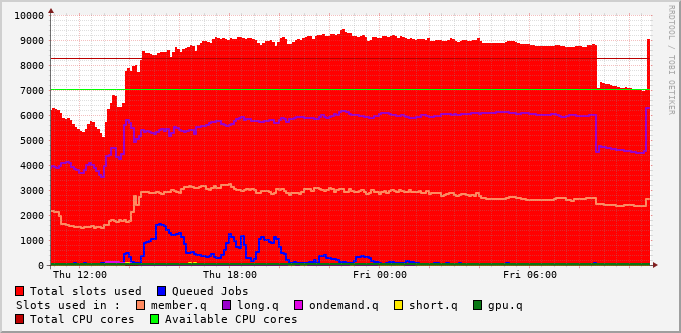 10000
9000
8000
7000
6000
5000
4000
3000
2000
1000
0
Thu 12:00 Thu 18:00 Fri 00:00 Fri 06:00
RRDTOOL / TOBI OETIKER
Total slots used Queued Jobs
Slots used in : member.q long.q ondemand.q short.q gpu.q
Total CPU cores Available CPU cores